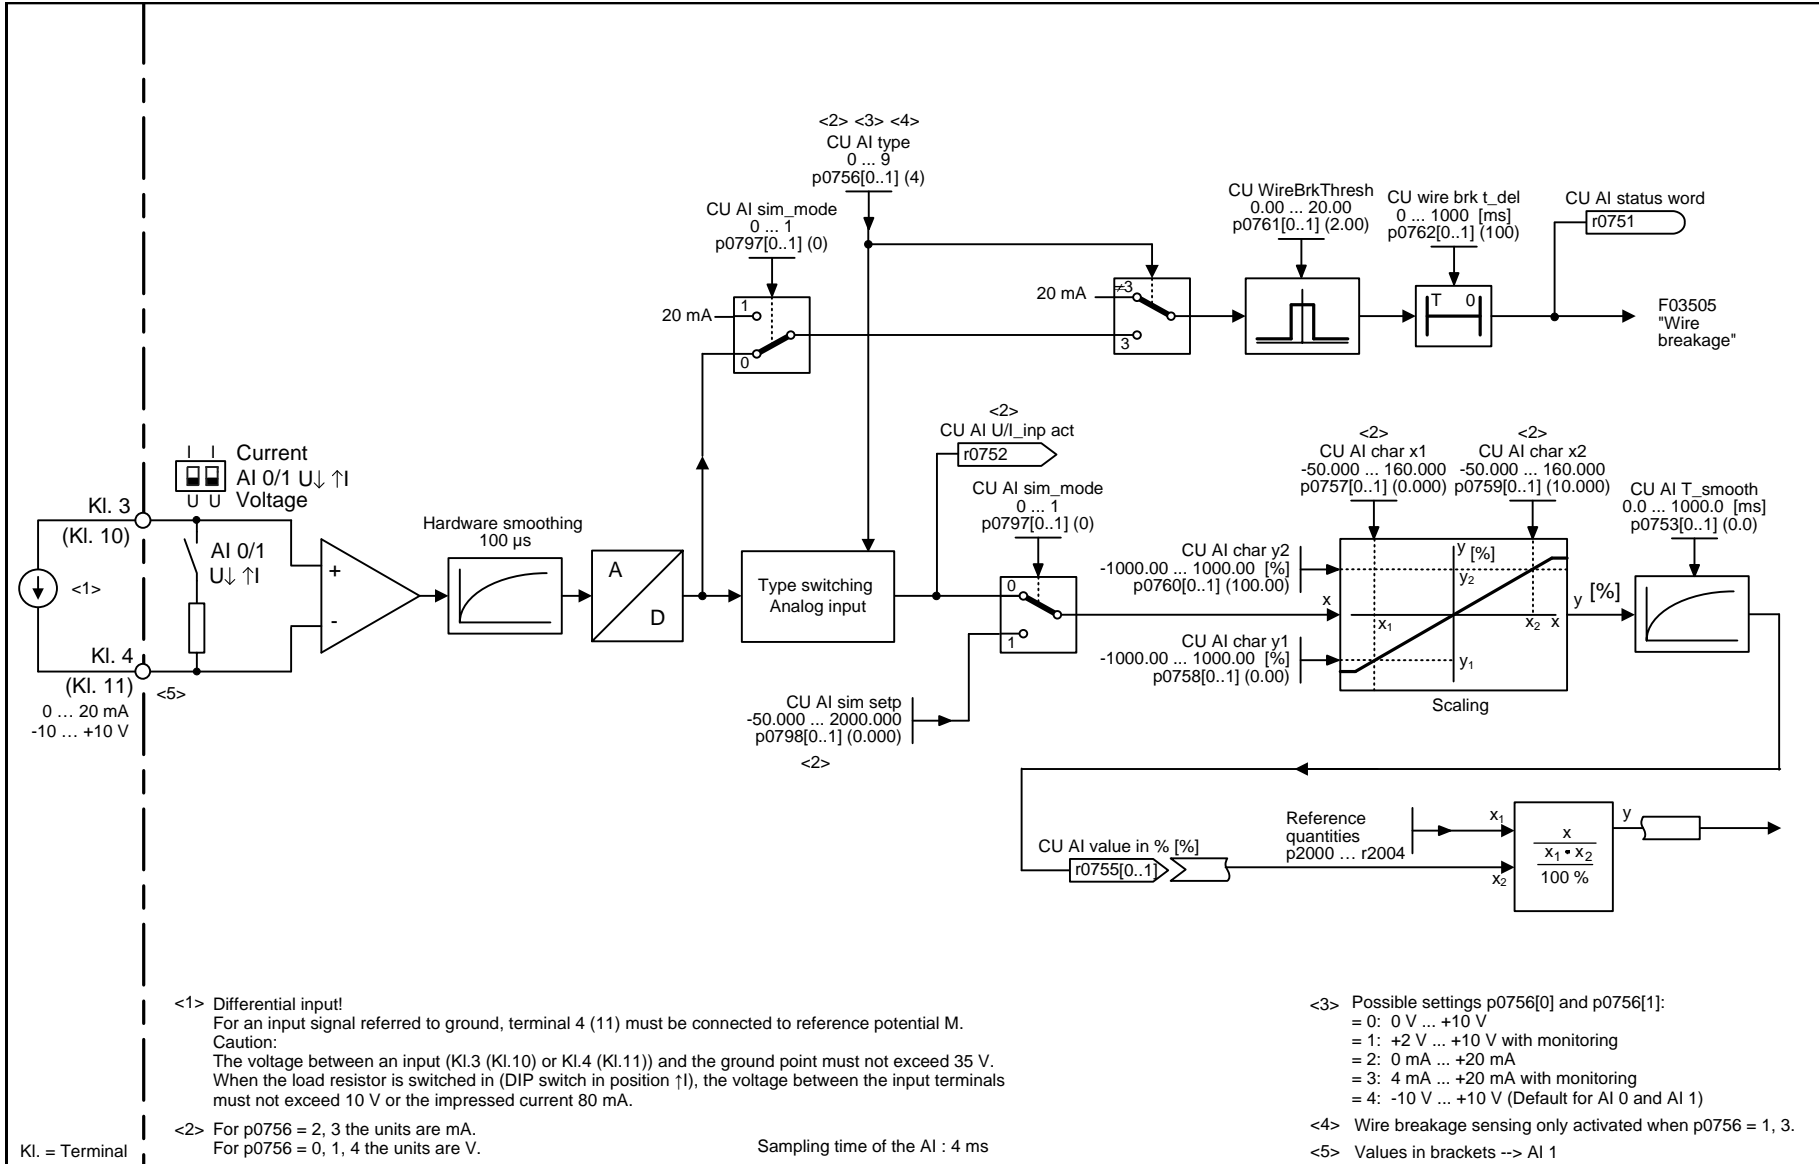 <2> <3> <4>
CU AI type
0 ... 9
p0756[0..1] (4)
CU AI sim_mode
0 ... 1
p0797[0..1] (0)
1
20 mA
0
CU WireBrkThresh
0.00 ... 20.00
p0761[0..1] (2.00)
CU wire brk t_del
0 ... 1000 [ms]
p0762[0..1] (100)
CU AI status word
r0751
20 mA
≠3
3
T 0
F03505
"Wire
breakage"
I I
Current
AI 0/1 U↓ ↑I
U U
Voltage
Kl. 3
(Kl. 10)
<1>
AI 0/1
U↓ ↑I
Kl. 4
(Kl. 11)
<5>
0 ... 20 mA
-10 ... +10 V
+
-
Hardware smoothing
100 µs
A
D
Type switching
Analog input
<2>
CU AI U/I_inp act
r0752
CU AI sim_mode
0 ... 1
p0797[0..1] (0)
0
1
CU AI sim setp
-50.000 ... 2000.000
p0798[0..1] (0.000)
<2>
<2>
CU AI char x1
-50.000 ... 160.000
p0757[0..1] (0.000)
<2>
CU AI char x2
-50.000 ... 160.000
p0759[0..1] (10.000)
CU AI T_smooth
0.0 ... 1000.0 [ms]
p0753[0..1] (0.0)
CU AI char y2
-1000.00 ... 1000.00 [%]
p0760[0..1] (100.00)
x
CU AI char y1
-1000.00 ... 1000.00 [%]
p0758[0..1] (0.00)
y [%]
y2
x1
x2 x
y1
y [%]
Scaling
CU AI value in % [%]
r0755[0..1]
Reference
quantities
p2000 ... r2004
x1
x2
x
x1 ▪ x2
100 %
y
<1> Differential input!
For an input signal referred to ground, terminal 4 (11) must be connected to reference potential M.
Caution:
The voltage between an input (Kl.3 (Kl.10) or Kl.4 (Kl.11)) and the ground point must not exceed 35 V.
When the load resistor is switched in (DIP switch in position ↑I), the voltage between the input terminals
must not exceed 10 V or the impressed current 80 mA.
<2> For p0756 = 2, 3 the units are mA.
For p0756 = 0, 1, 4 the units are V.
Kl. = Terminal
Sampling time of the AI : 4 ms
<3> Possible settings p0756[0] and p0756[1]:
= 0: 0 V ... +10 V
= 1: +2 V ... +10 V with monitoring
= 2: 0 mA ... +20 mA
= 3: 4 mA ... +20 mA with monitoring
= 4: -10 V ... +10 V (Default for AI 0 and AI 1)
<4> Wire breakage sensing only activated when p0756 = 1, 3.
<5> Values in brackets --> AI 1